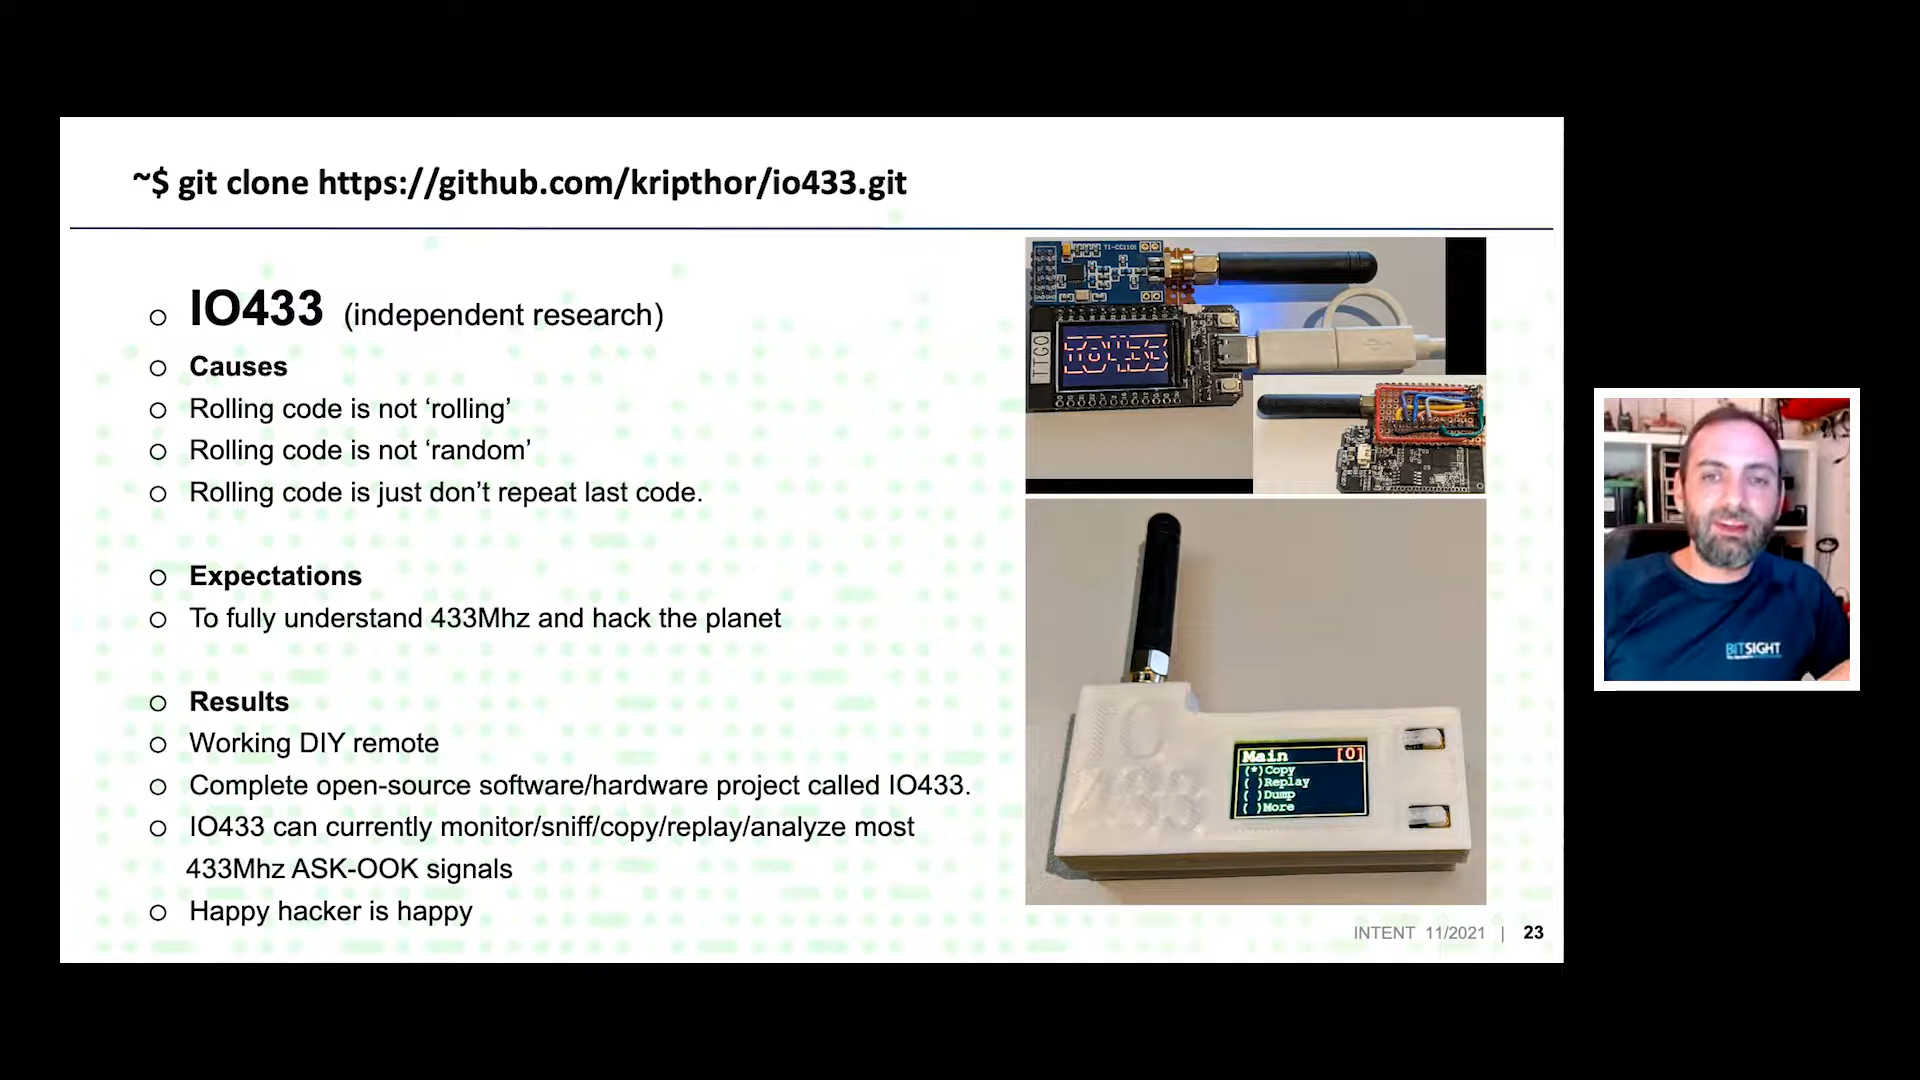 ~$ git clone https://github.com/kripthor/io433.git
IO433 (independent research)
Causes
Rolling code is not ‘rolling’
Rolling code is not ‘random’
Rolling code is just don’t repeat last code.
Expectations
To fully understand 433Mhz and hack the planet
Results
Working DIY remote
Complete open-source software/hardware project called IO433.
IO433 can currently monitor/sniff/copy/replay/analyze most
433Mhz ASK-OOK signals
Happy hacker is happy
TI-CC1101
TTGO
IO433
Main [0]
(*)Copy
( )Replay
( )Dump
( )More
BITSIGHT
INTENT 11/2021 | 23